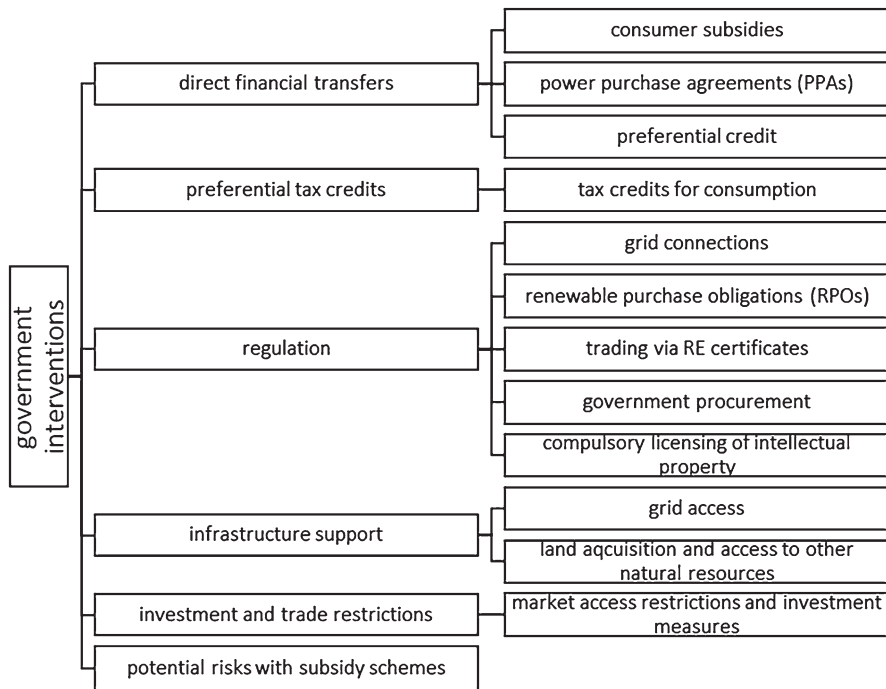 government
interventions
direct financial transfers
consumer subsidies
power purchase agreements (PPAs)
preferential credit
preferential tax credits
tax credits for consumption
regulation
grid connections
renewable purchase obligations (RPOs)
trading via RE certificates
government procurement
compulsory licensing of intellectual
property
infrastructure support
grid access
land aqcuisition and access to other
natural resources
investment and trade restrictions
market access restrictions and investment
measures
potential risks with subsidy schemes